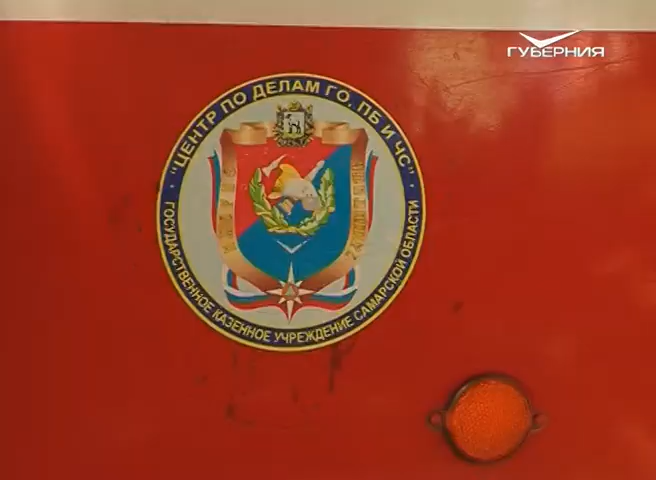 ГУБЕРНИЯ
"ЦЕНТР ПО ДЕЛАМ ГО, ПБ И ЧС"
ГОСУДАРСТВЕННОЕ КАЗЕННОЕ УЧРЕЖДЕНИЕ САМАРСКОЙ ОБЛАСТИ